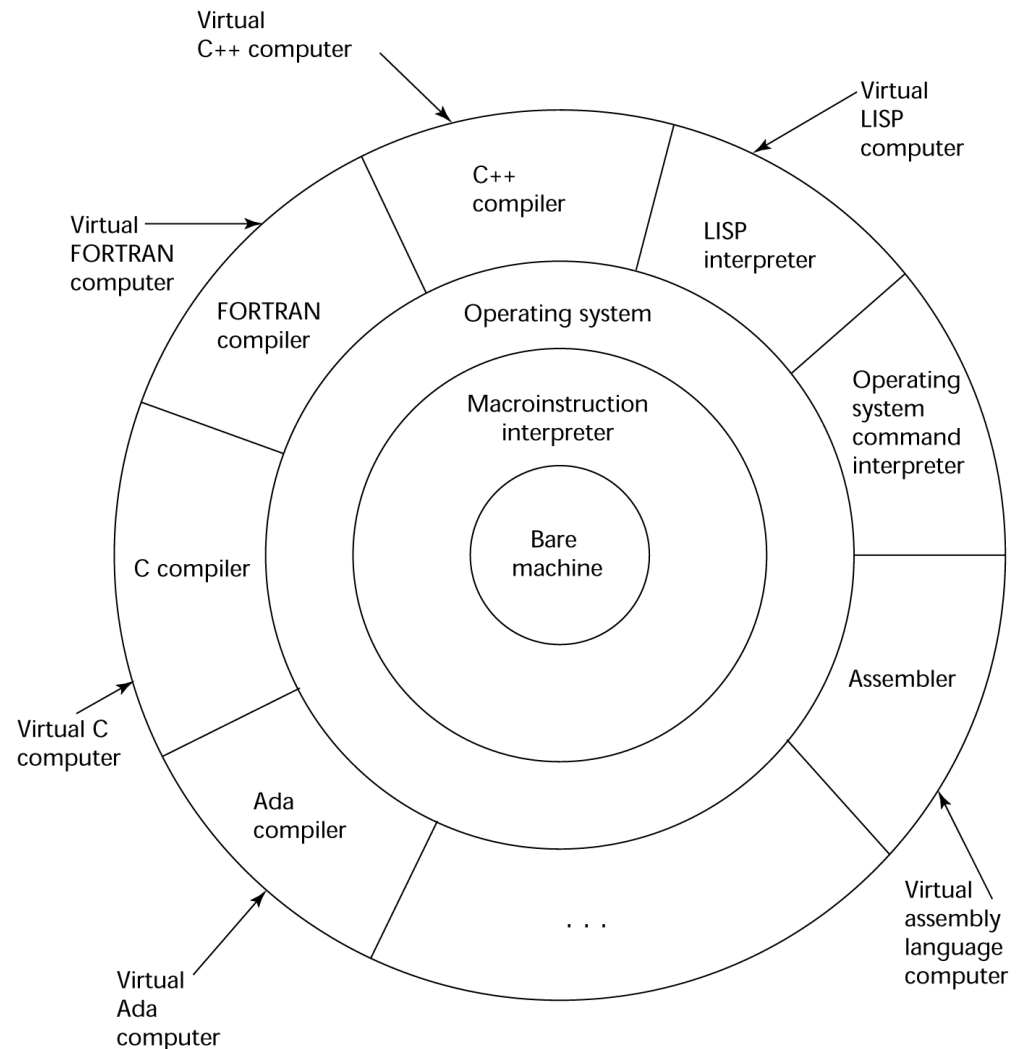 Virtual
C++ computer
Virtual
LISP
computer
C++
compiler
Virtual
FORTRAN
computer
LISP
interpreter
FORTRAN
compiler
Operating system
Operating
system
command
interpreter
Macroinstruction
interpreter
Bare
machine
C compiler
Assembler
Virtual C
computer
Ada
compiler
Virtual
assembly
language
computer
. . .
Virtual
Ada
computer